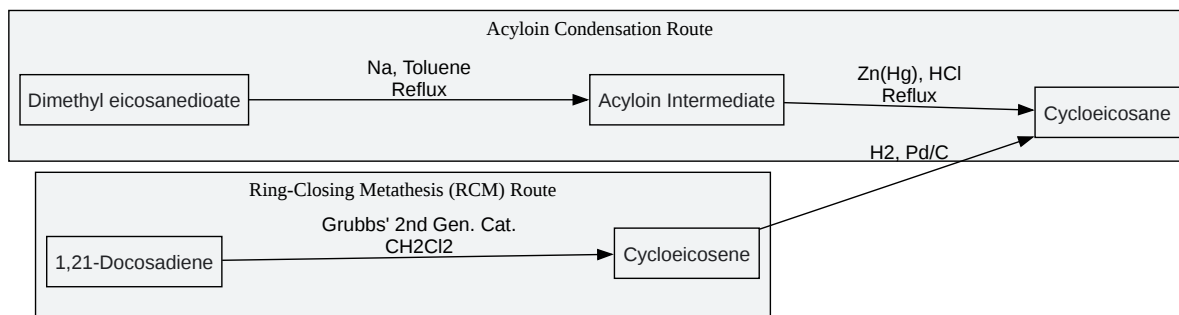 Acyloin Condensation Route
Dimethyl eicosanedioate
Na, Toluene
Reflux
Acyloin Intermediate
Zn(Hg), HCl
Reflux
Cycloeicosane
H2, Pd/C
Ring-Closing Metathesis (RCM) Route
1,21-Docosadiene
Grubbs' 2nd Gen. Cat.
CH2Cl2
Cycloeicosene